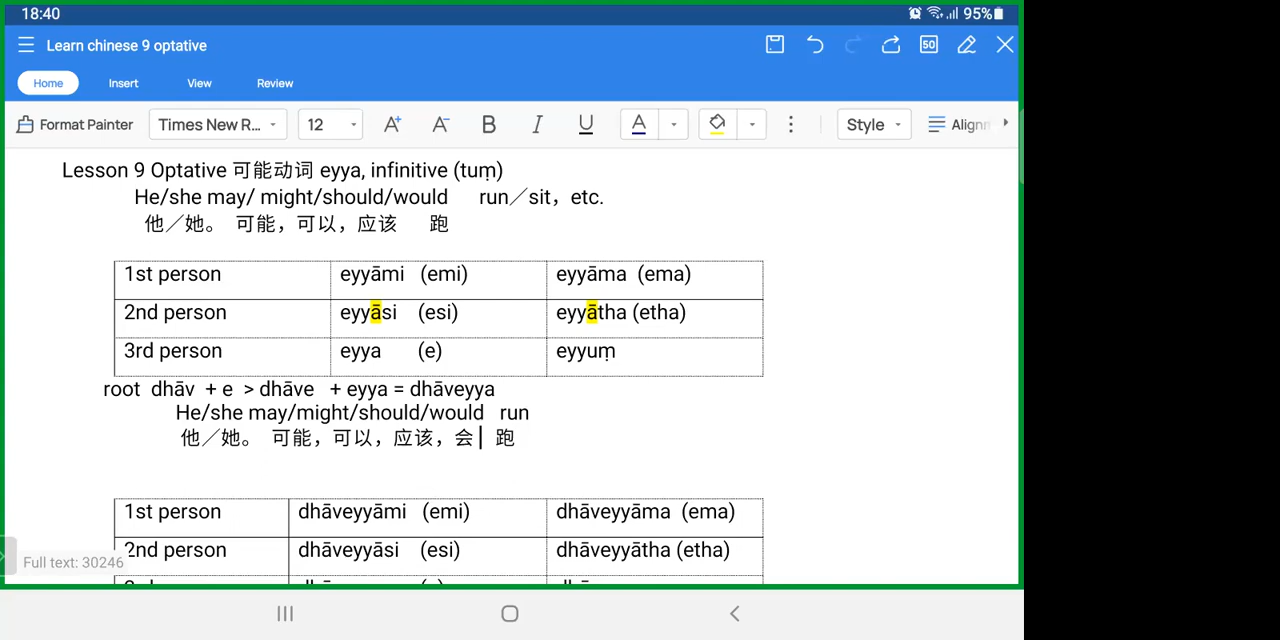 18:40 95%
Learn chinese 9 optative 50
Home Insert View Review
Format Painter Times New R... 12 A+ A- B I U A Style Align
Lesson 9 Optative 可能动词 eyya, infinitive (tuṃ)
He/she may/ might/should/would run／sit，etc.
他／她。 可能，可以，应该 跑
1st person eyyāmi (emi) eyyāma (ema)
2nd person eyyāsi (esi) eyyātha (etha)
3rd person eyya (e) eyyuṃ
root dhāv + e > dhāve + eyya = dhāveyya
He/she may/might/should/would run
他／她。 可能，可以，应该，会 跑
1st person dhāveyyāmi (emi) dhāveyyāma (ema)
2nd person dhāveyyāsi (esi) dhāveyyātha (etha)
Full text: 30246